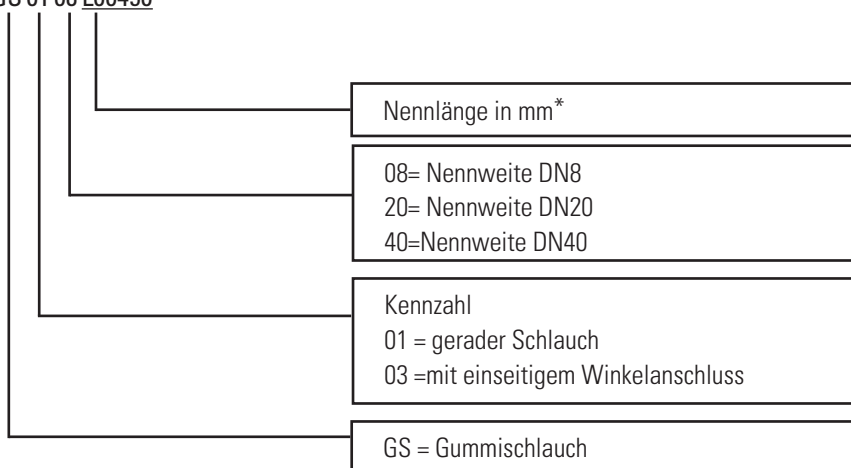 Nennlänge in mm*
08= Nennweite DN8
20= Nennweite DN20
40=Nennweite DN40
Kennzahl
01 = gerader Schlauch
03 =mit einseitigem Winkelanschluss
GS = Gummischlauch